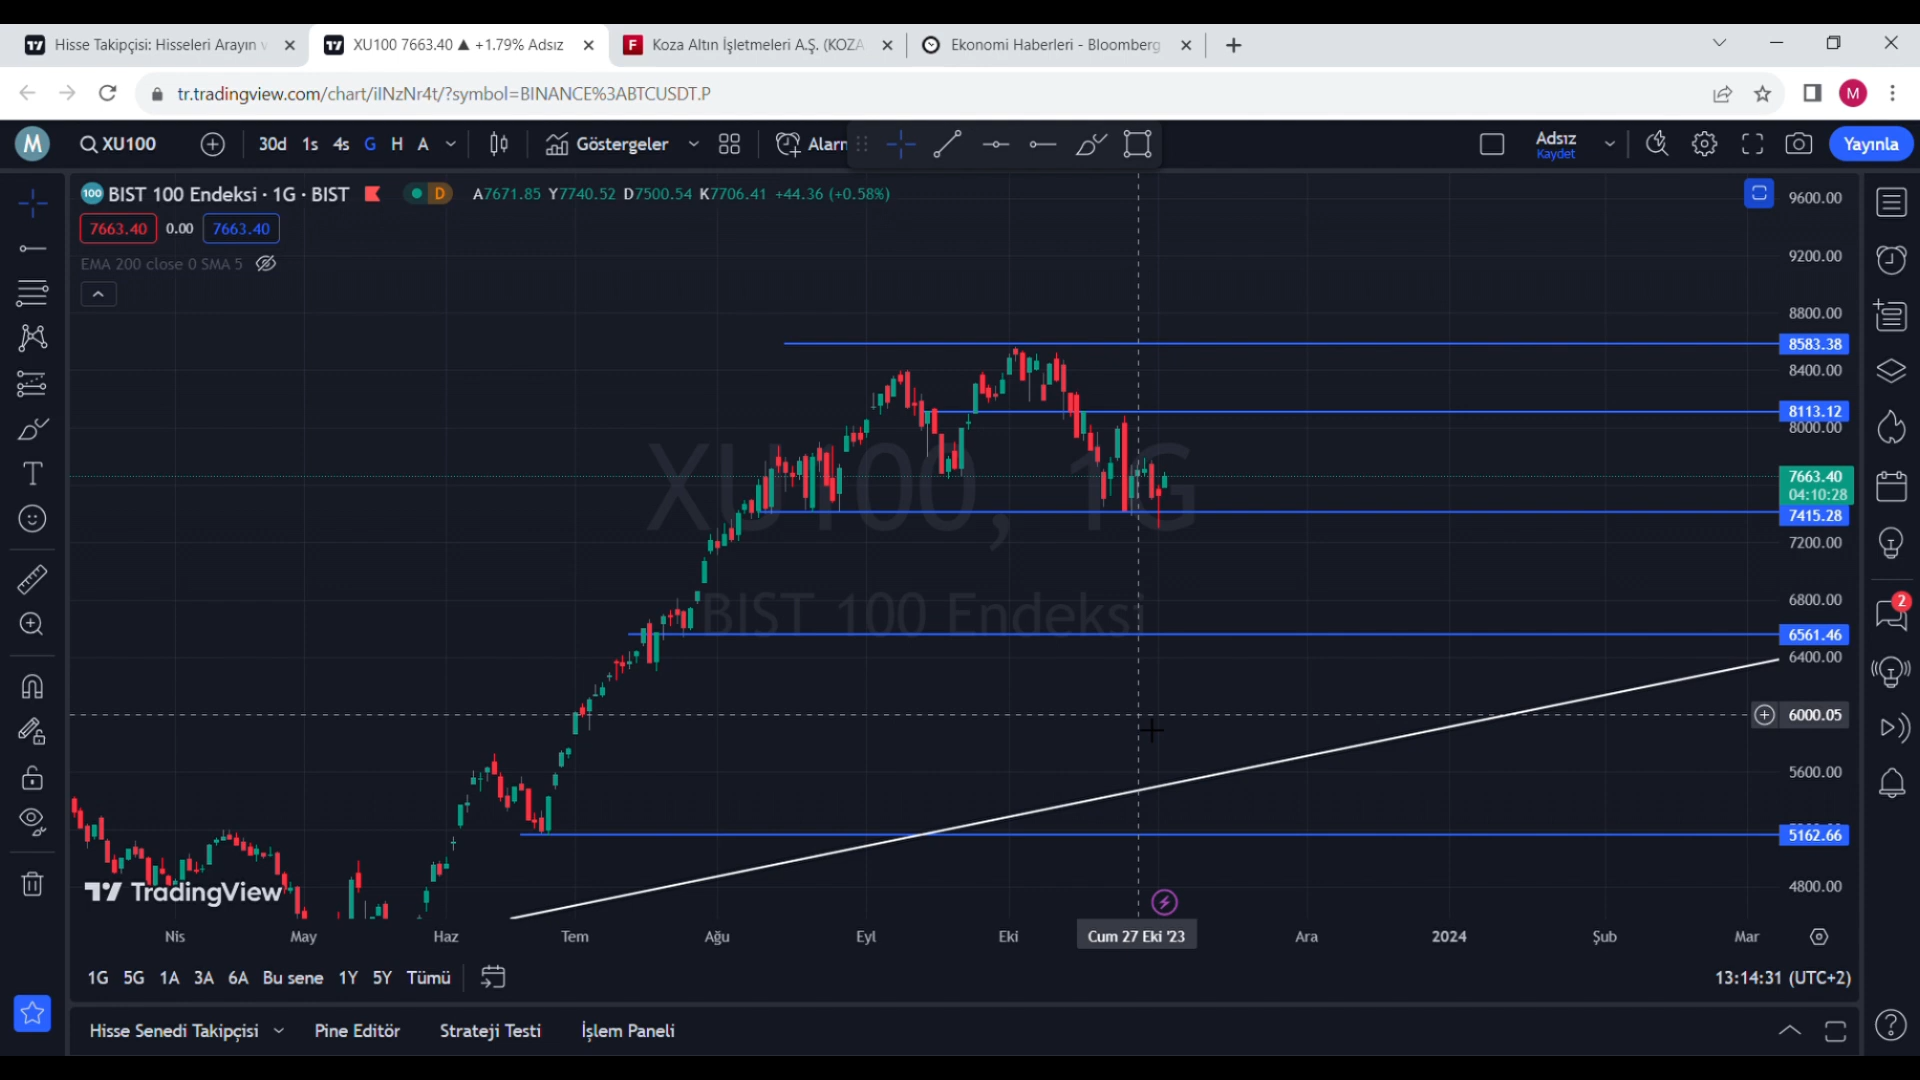 Hisse Takipçisi: Hisseleri Arayın v
XU100 7663.40 ▲ +1.79% Adsız
Koza Altın İşletmeleri A.Ş. (KOZA
Ekonomi Haberleri - Bloomberg
tr.tradingview.com/chart/iINzNr4t/?symbol=BINANCE%3ABTCUSDT.P
M
M
XU100
30d 1s 4s G H A
Göstergeler
Alarm
Adsız
Kaydet
Yayınla
100 BIST 100 Endeksi · 1G · BIST
D
A7671.85 Y7740.52 D7500.54 K7706.41 +44.36 (+0.58%)
7663.40 0.00 7663.40
EMA 200 close 0 SMA 5
XU100, 1G
BIST 100 Endeksi
9600.00
9200.00
8800.00
8583.38
8400.00
8113.12
8000.00
7663.40
04:10:28
7415.28
7200.00
6800.00
6561.46
6400.00
6000.05
5600.00
5162.66
4800.00
2
TradingView
Nis May Haz Tem Ağu Eyl Eki Cum 27 Eki '23 Ara 2024 Şub Mar
1G 5G 1A 3A 6A Bu sene 1Y 5Y Tümü
13:14:31 (UTC+2)
Hisse Senedi Takipçisi Pine Editör Strateji Testi İşlem Paneli